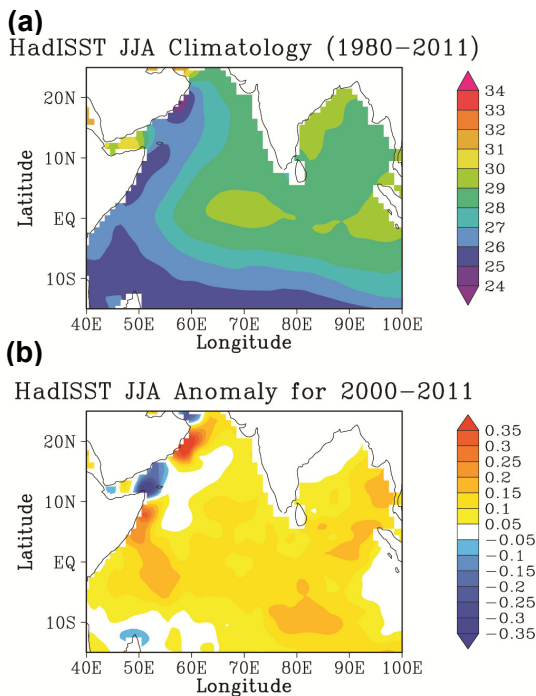 (a)
HadISST JJA Climatology (1980−2011)
20N
10N
EQ
10S
Latitude
40E 50E 60E 70E 80E 90E 100E
Longitude
34
33
32
31
30
29
28
27
26
25
24
(b)
HadISST JJA Anomaly for 2000−2011
20N
10N
EQ
10S
Latitude
40E 50E 60E 70E 80E 90E 100E
Longitude
0.35
0.3
0.25
0.2
0.15
0.1
0.05
−0.05
−0.1
−0.15
−0.2
−0.25
−0.3
−0.35